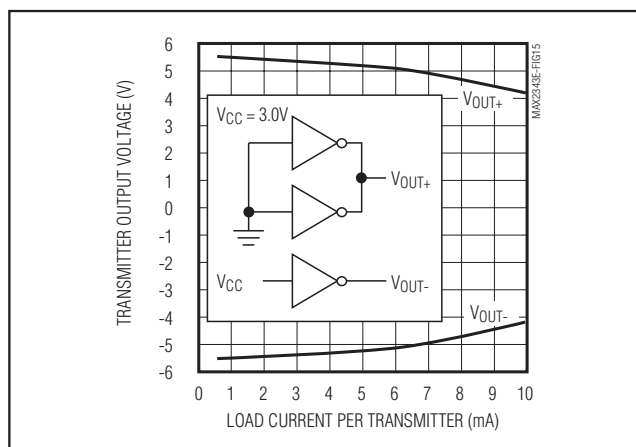 TRANSMITTER OUTPUT VOLTAGE (V)
6
5
4
3
2
1
0
-1
-2
-3
-4
-5
-6
VCC = 3.0V
VOUT+
VOUT+
VCC
VOUT-
VOUT-
0 1 2 3 4 5 6 7 8 9 10
LOAD CURRENT PER TRANSMITTER (mA)
MAX2343E-FIG15